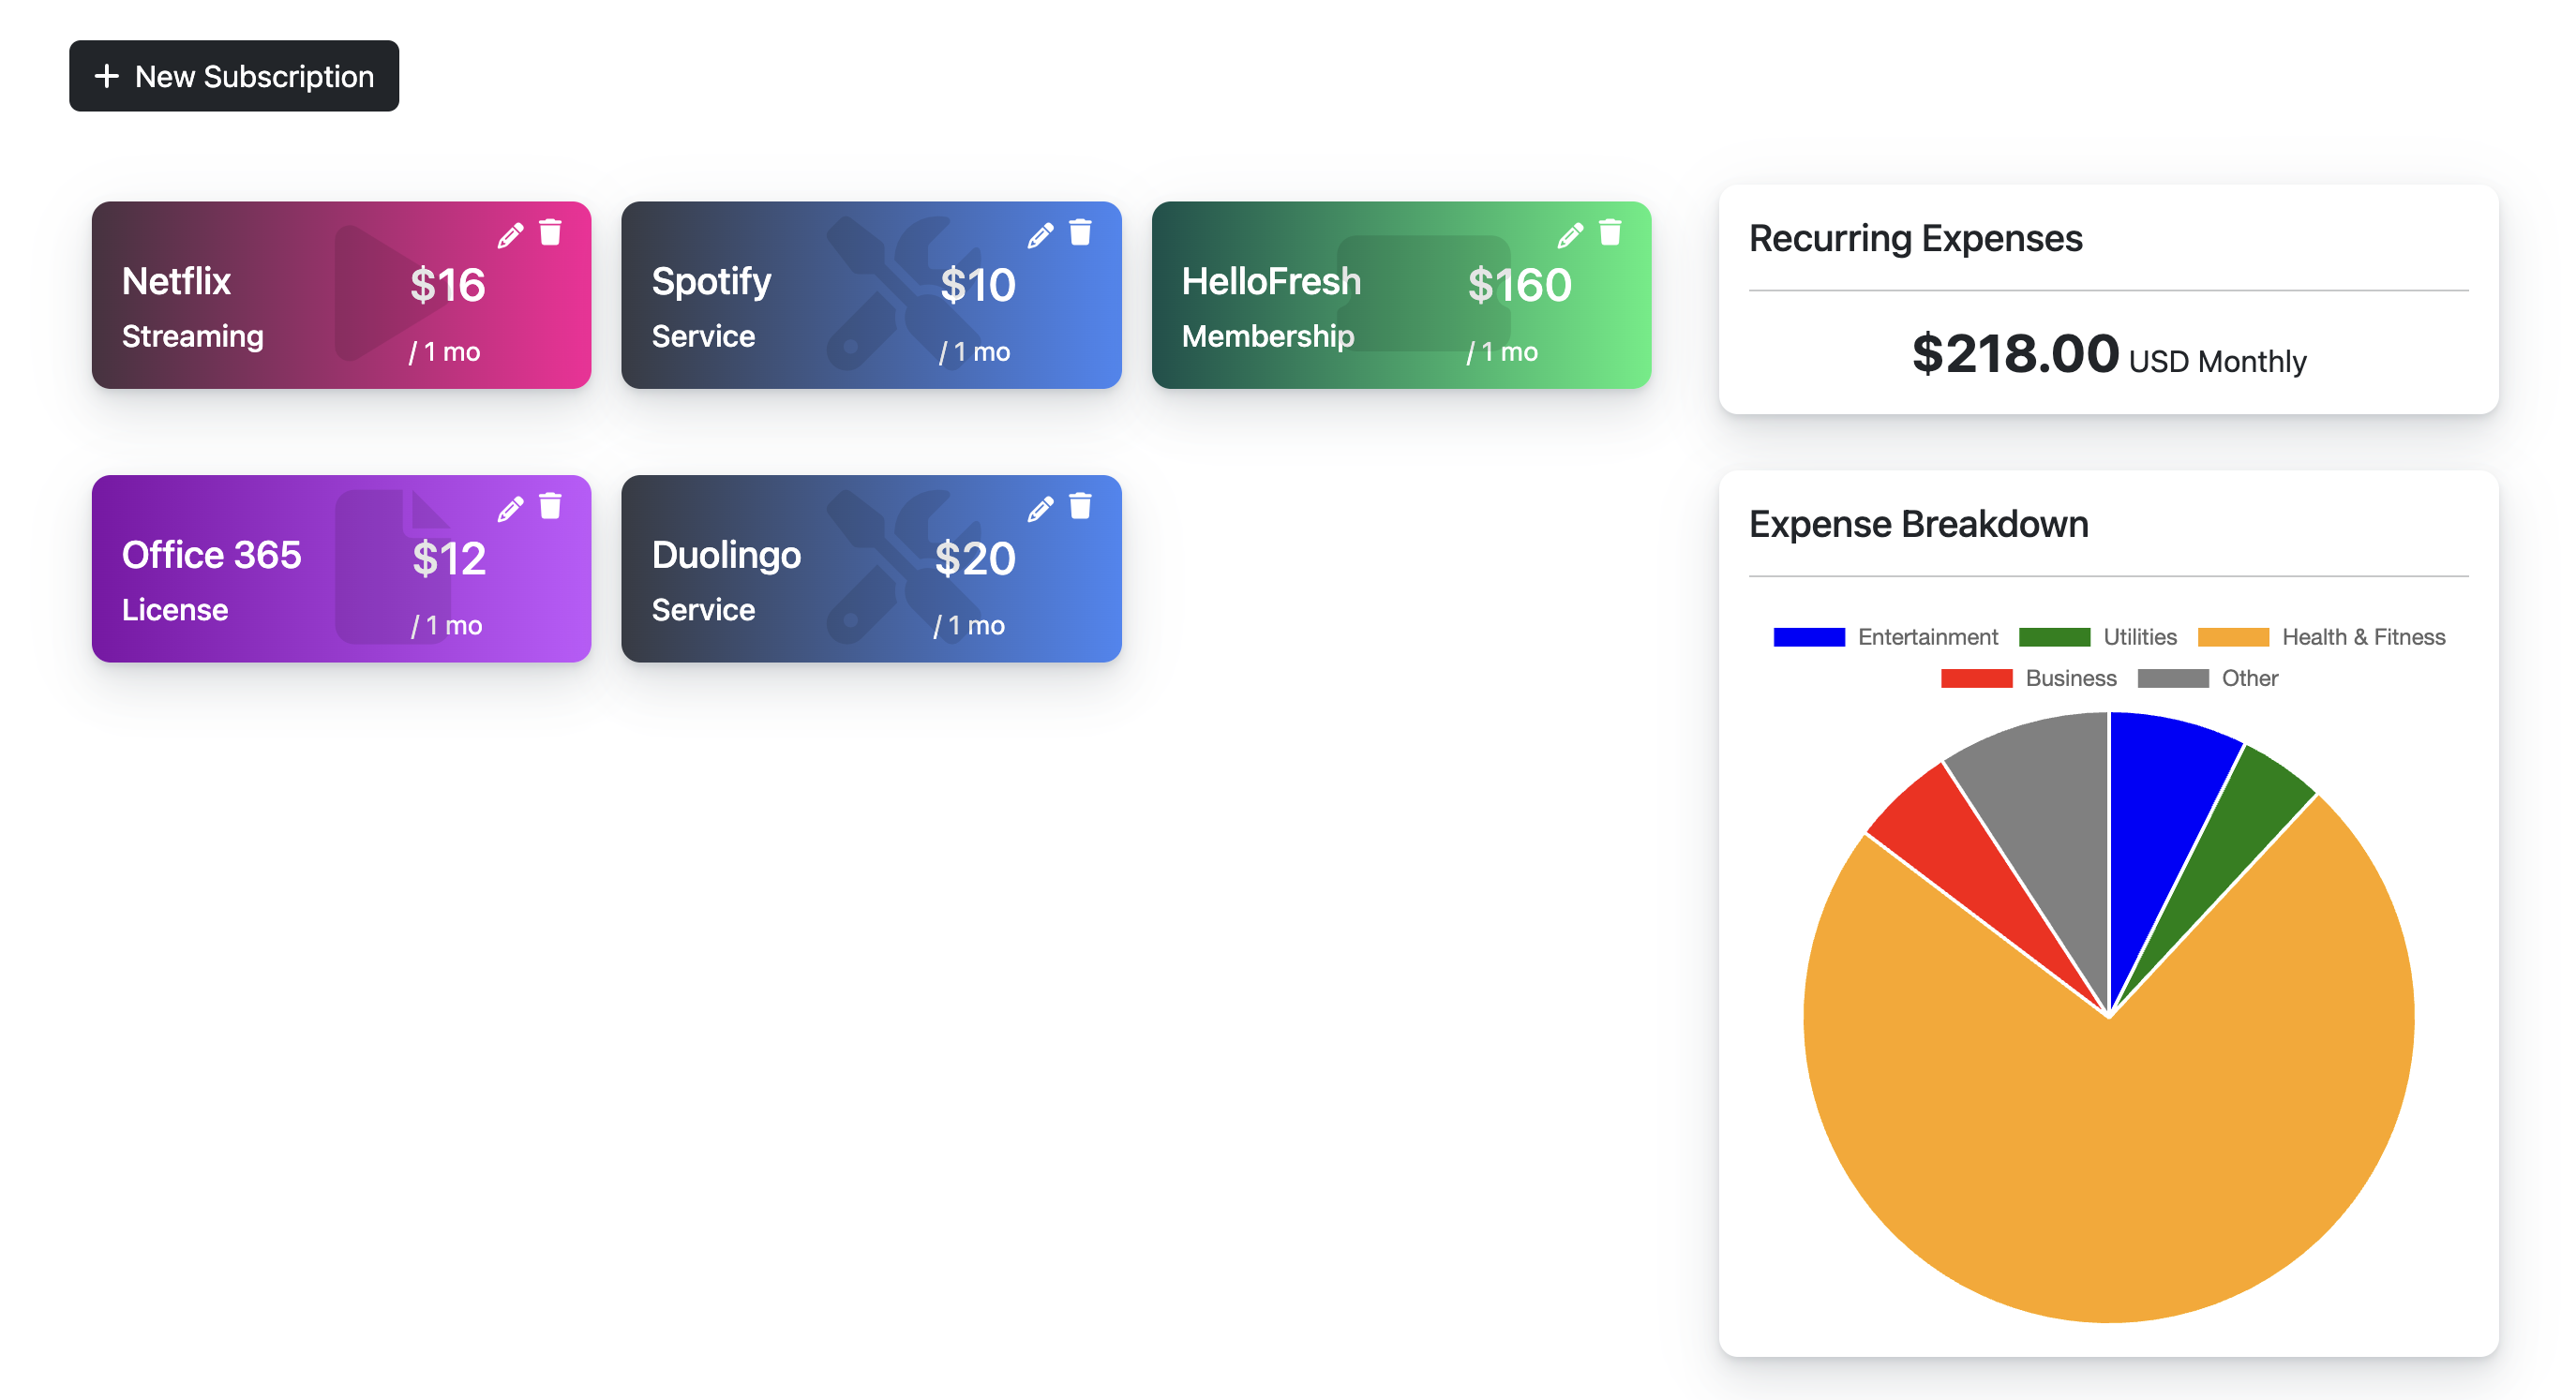 New Subscription
Netflix
$16
Streaming
/ 1 mo
Spotify
$10
Service
/ 1 mo
HelloFresh
$160
Membership
/ 1 mo
Office 365
$12
License
/ 1 mo
Duolingo
$20
Service
/ 1 mo
Recurring Expenses
$218.00 USD Monthly
Expense Breakdown
Entertainment Utilities Health & Fitness
Business Other